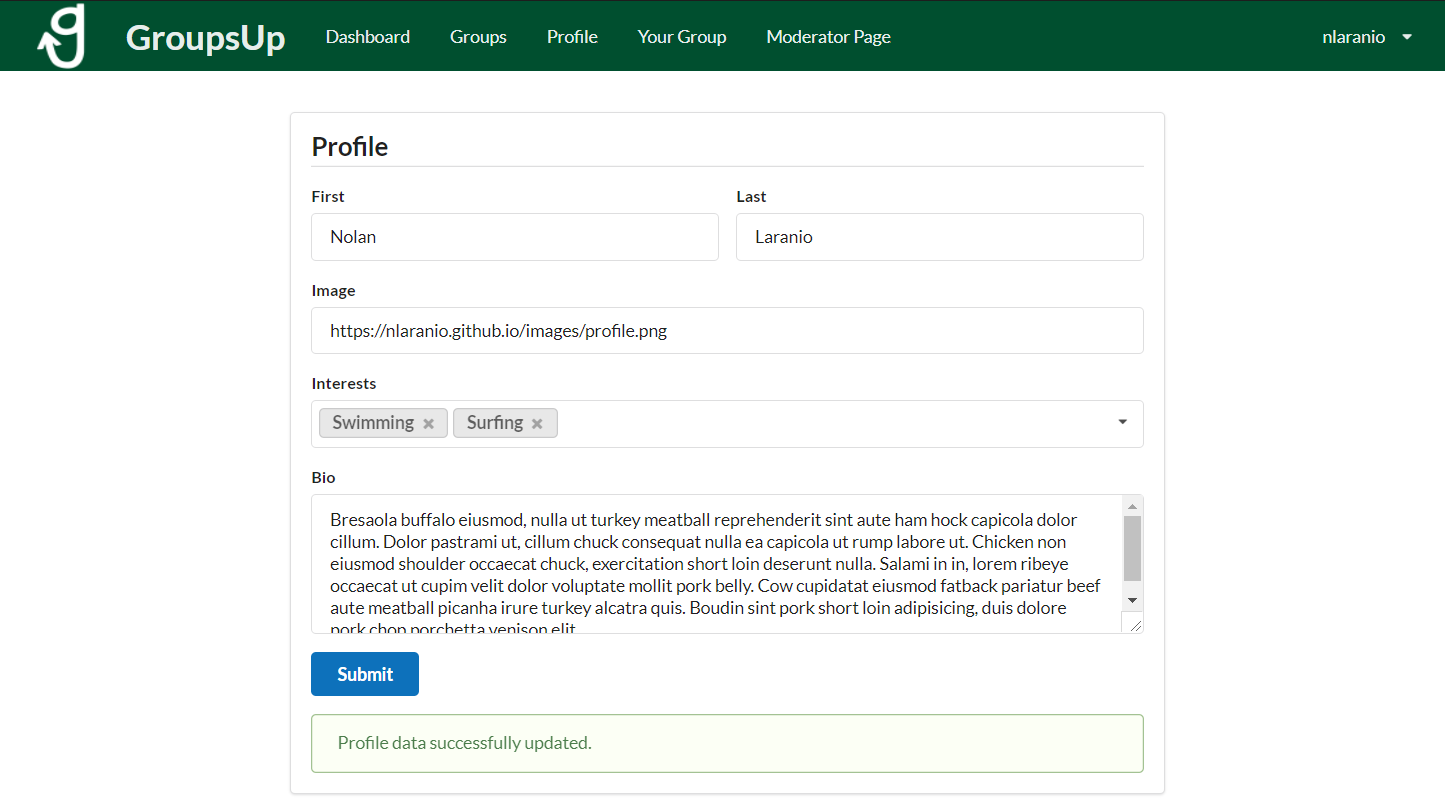 GroupsUp Dashboard Groups Profile Your Group Moderator Page nlaranio
Profile
First Last
Nolan Laranio
Image
https://nlaranio.github.io/images/profile.png
Interests
Swimming Surfing
Bio
Bresaola buffalo eiusmod, nulla ut turkey meatball reprehenderit sint aute ham hock capicola dolor
cillum. Dolor pastrami ut, cillum chuck consequat nulla ea capicola ut rump labore ut. Chicken non
eiusmod shoulder occaecat chuck, exercitation short loin deserunt nulla. Salami in in, lorem ribeye
occaecat ut cupim velit dolor voluptate mollit pork belly. Cow cupidatat eiusmod fatback pariatur beef
aute meatball picanha irure turkey alcatra quis. Boudin sint pork short loin adipisicing, duis dolore
pork chop porchetta venison elit
Submit
Profile data successfully updated.